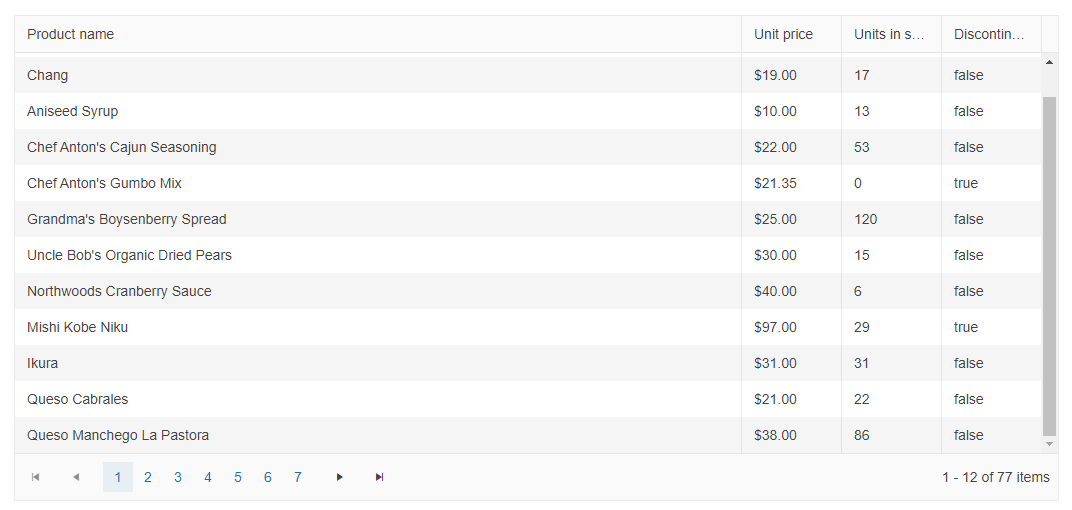 Product name Unit price Units in s... Discontin...
Chang $19.00 17 false
Aniseed Syrup $10.00 13 false
Chef Anton's Cajun Seasoning $22.00 53 false
Chef Anton's Gumbo Mix $21.35 0 true
Grandma's Boysenberry Spread $25.00 120 false
Uncle Bob's Organic Dried Pears $30.00 15 false
Northwoods Cranberry Sauce $40.00 6 false
Mishi Kobe Niku $97.00 29 true
Ikura $31.00 31 false
Queso Cabrales $21.00 22 false
Queso Manchego La Pastora $38.00 86 false
1 2 3 4 5 6 7 1 - 12 of 77 items